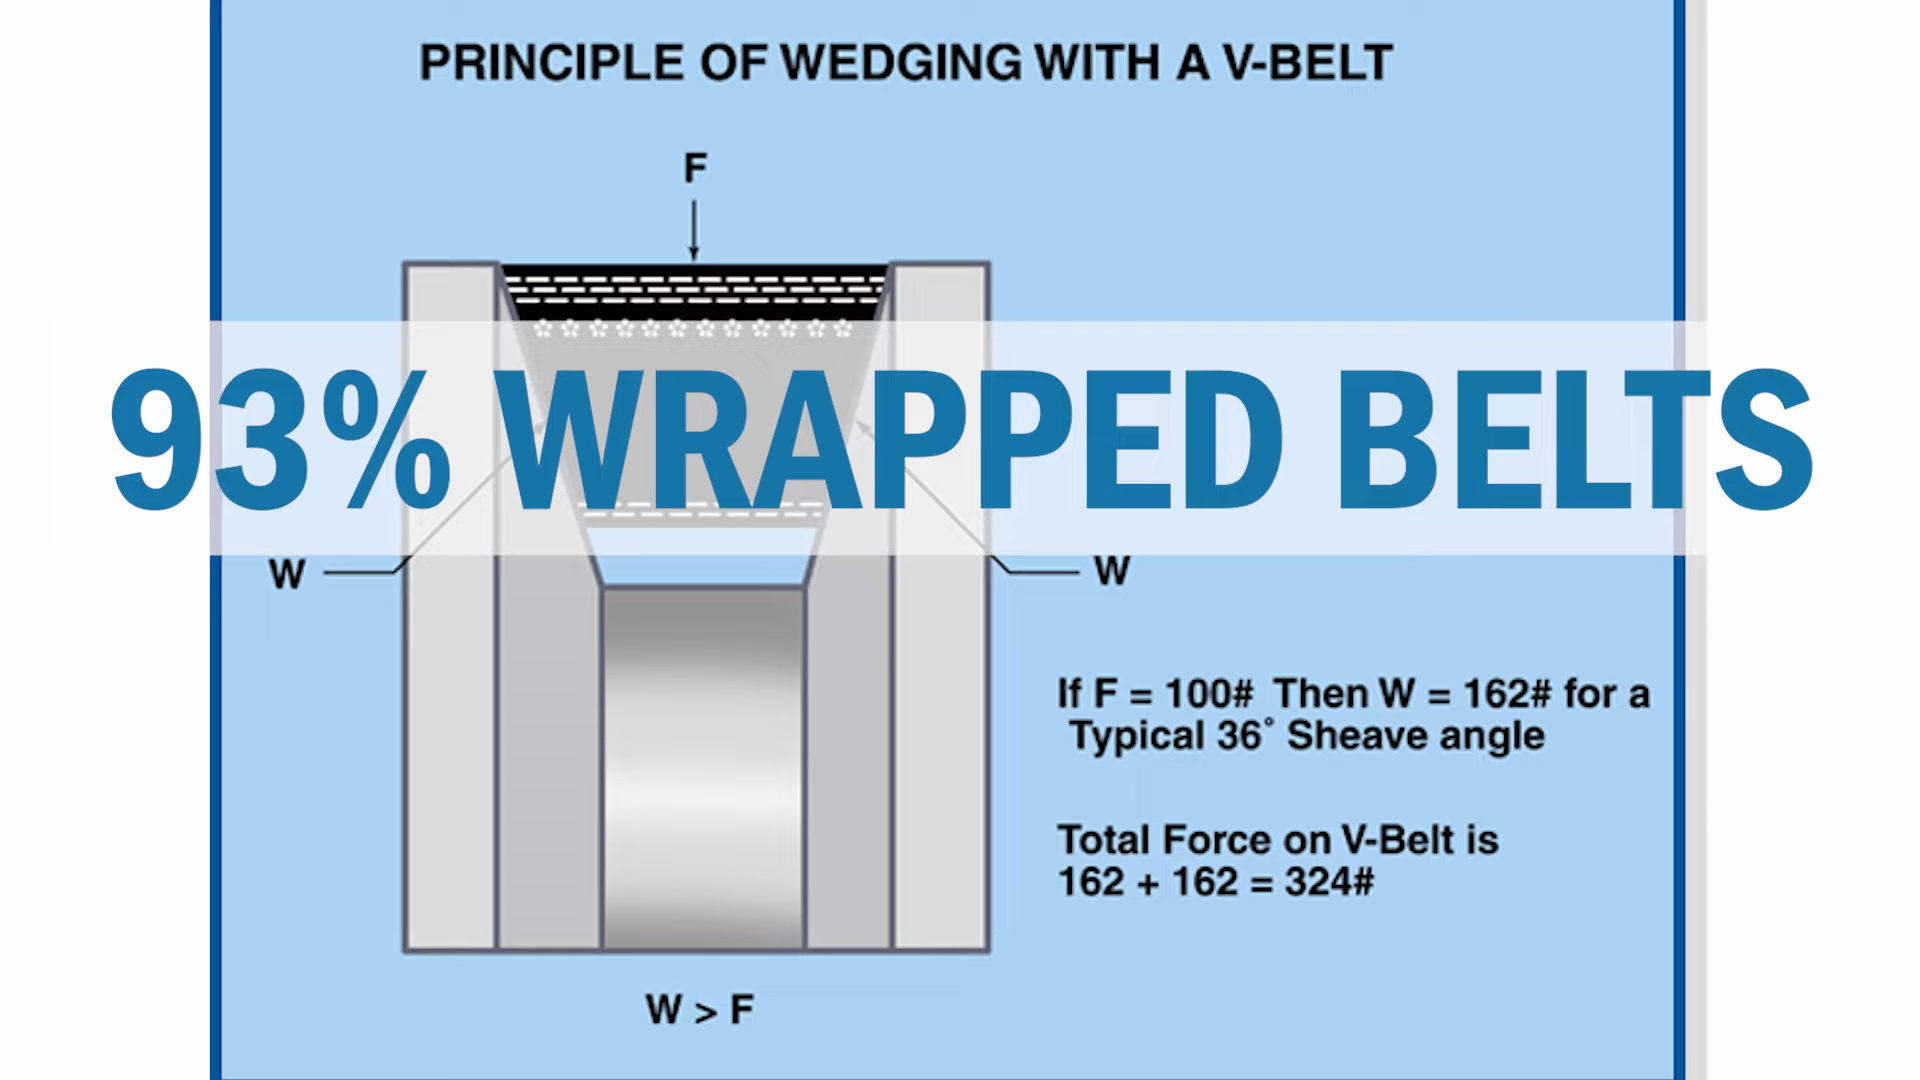 PRINCIPLE OF WEDGING WITH A V-BELT
F
93% WRAPPED BELTS
W
W
If F = 100# Then W = 162# for a
Typical 36° Sheave angle
Total Force on V-Belt is
162 + 162 = 324#
W > F